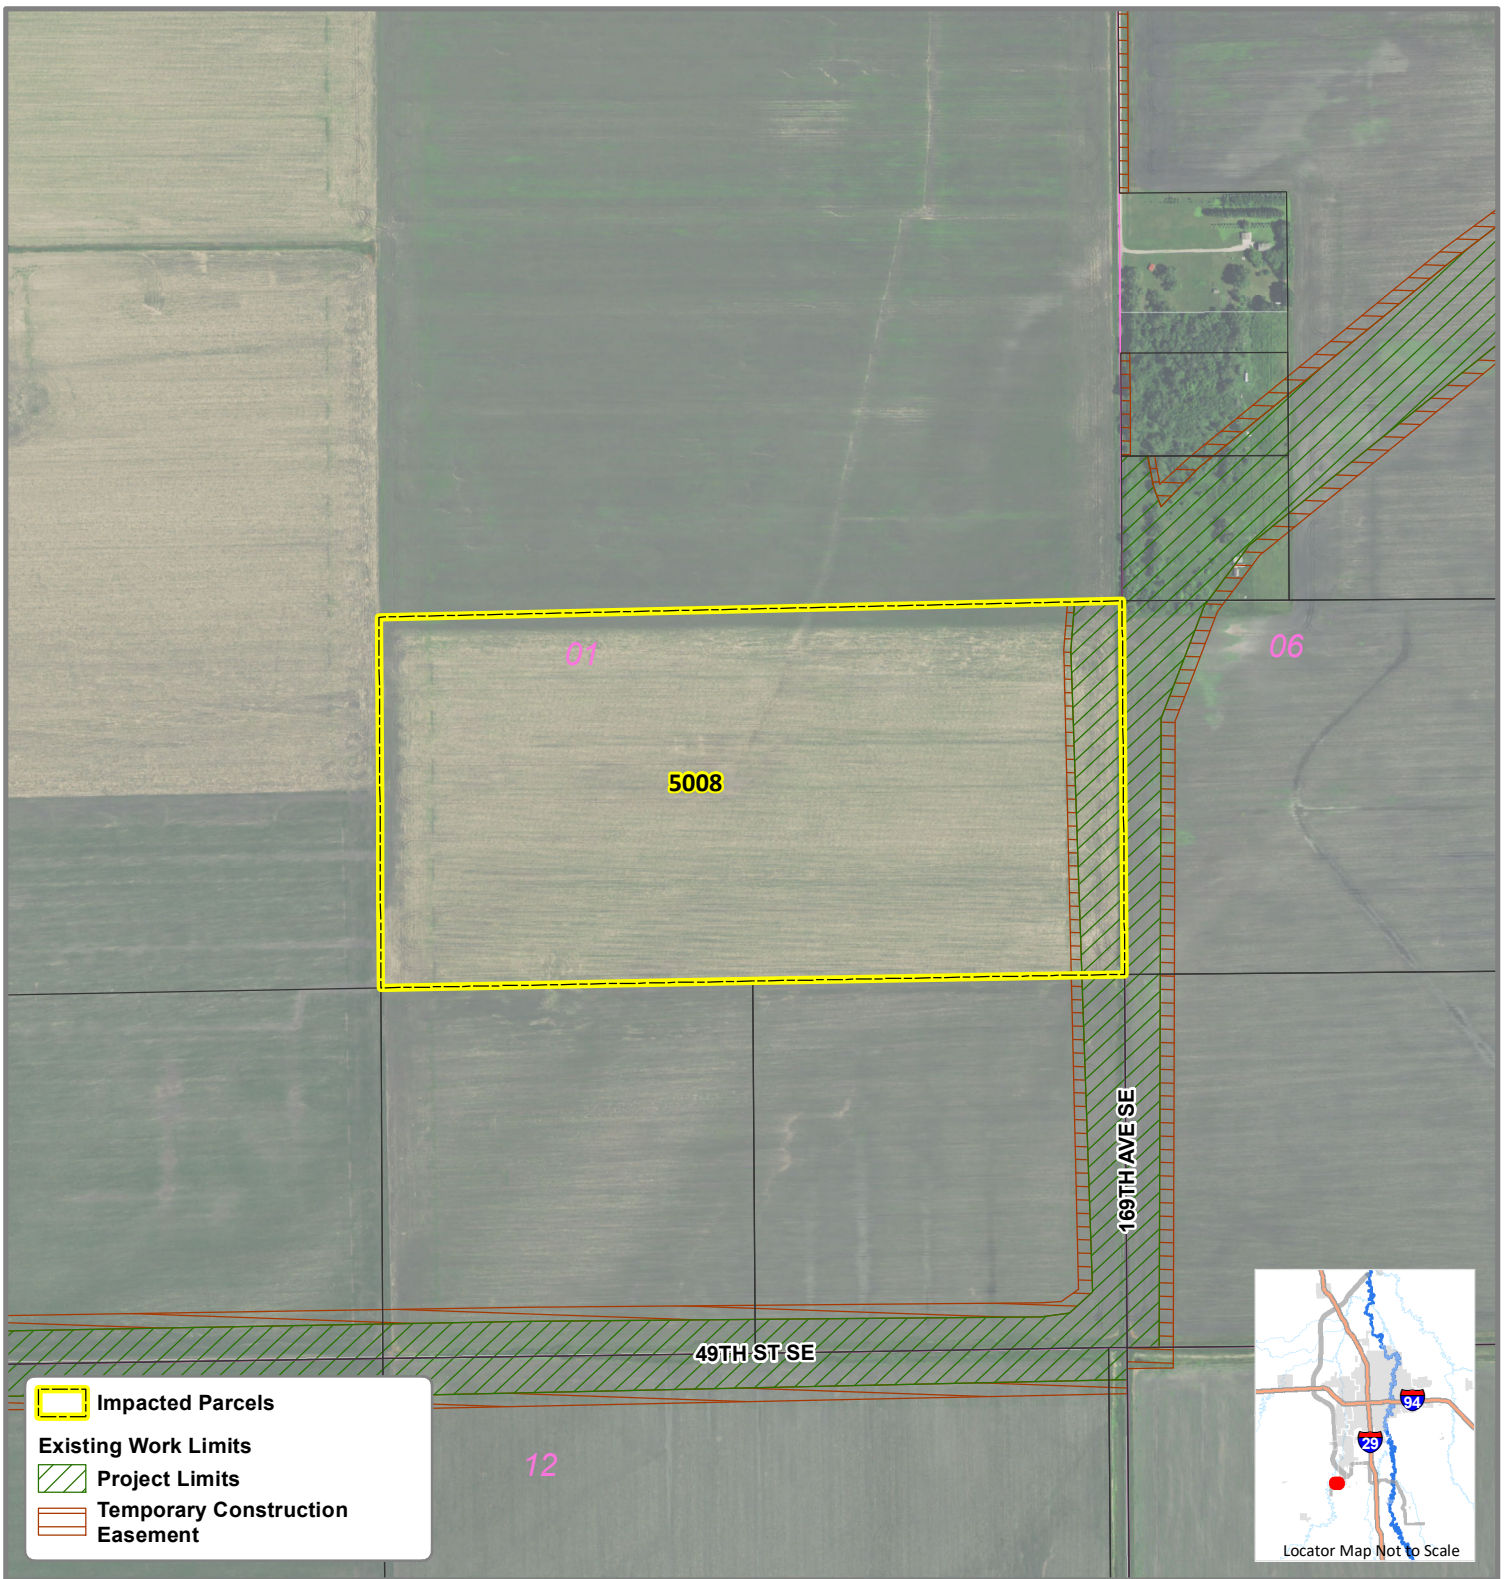 01
06
5008
169TH AVE SE
49TH ST SE
12
Impacted Parcels
Existing Work Limits
Project Limits
Temporary Construction
Easement
94
29
Locator Map Not to Scale